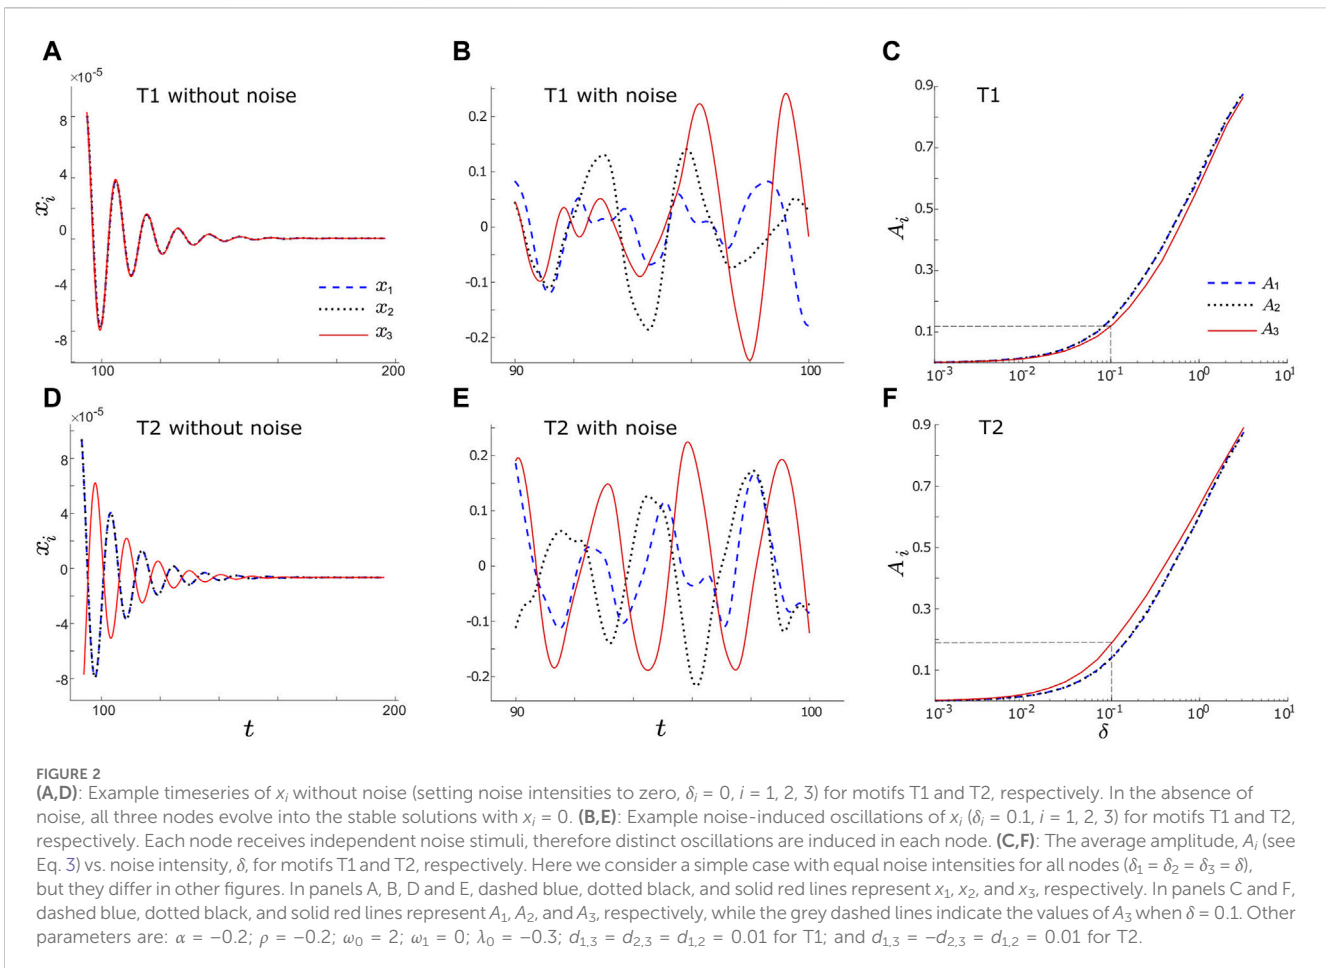 A
×10⁻⁵
T1 without noise
8
4
0
-4
-8
xᵢ
x₁
x₂
x₃
100
200
B
T1 with noise
0.2
0.1
0
-0.1
-0.2
90
100
C
T1
0.9
0.5
0.3
0.1
Aᵢ
A₁
A₂
A₃
10⁻³
10⁻²
10⁻¹
10⁰
10¹
D
×10⁻⁵
T2 without noise
8
4
0
-4
-8
xᵢ
100
200
t
E
T2 with noise
0.2
0.1
0
-0.1
-0.2
90
100
t
F
T2
0.9
0.5
0.3
0.1
Aᵢ
10⁻³
10⁻²
10⁻¹
10⁰
10¹
δ
FIGURE 2
(A,D): Example timeseries of xᵢ without noise (setting noise intensities to zero, δᵢ = 0, i = 1, 2, 3) for motifs T1 and T2, respectively. In the absence of
noise, all three nodes evolve into the stable solutions with xᵢ = 0. (B,E): Example noise-induced oscillations of xᵢ (δᵢ = 0.1, i = 1, 2, 3) for motifs T1 and T2,
respectively. Each node receives independent noise stimuli, therefore distinct oscillations are induced in each node. (C,F): The average amplitude, Aᵢ (see
Eq. 3) vs. noise intensity, δ, for motifs T1 and T2, respectively. Here we consider a simple case with equal noise intensities for all nodes (δ₁ = δ₂ = δ₃ = δ),
but they differ in other figures. In panels A, B, D and E, dashed blue, dotted black, and solid red lines represent x₁, x₂, and x₃, respectively. In panels C and F,
dashed blue, dotted black, and solid red lines represent A₁, A₂, and A₃, respectively, while the grey dashed lines indicate the values of A₃ when δ = 0.1. Other
parameters are: α = −0.2; ρ = −0.2; ω₀ = 2; ω₁ = 0; λ₀ = −0.3; d₁,₃ = d₂,₃ = d₁,₂ = 0.01 for T1; and d₁,₃ = −d₂,₃ = d₁,₂ = 0.01 for T2.